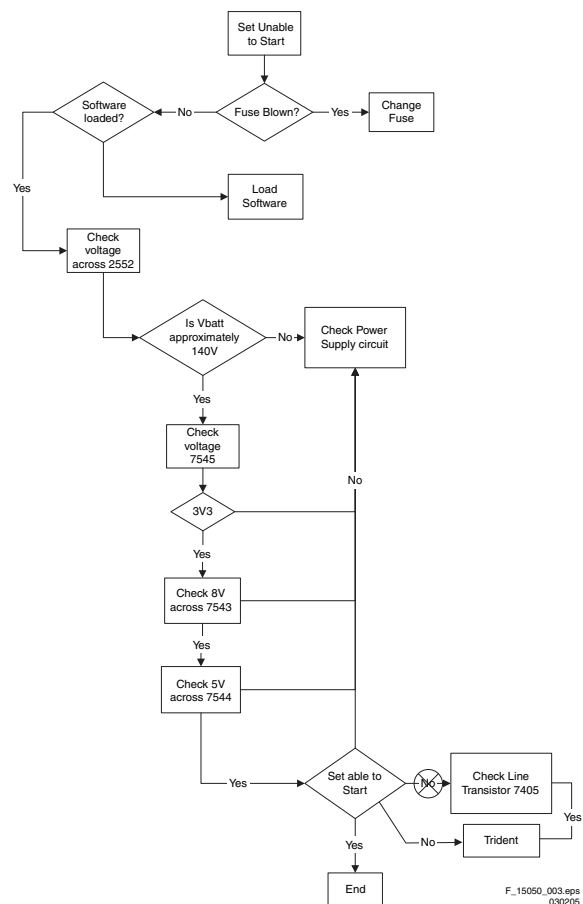 Set Unable
to Start
Fuse Blown?
Yes
Change
Fuse
No
Software
loaded?
Load
Software
Yes
Check
voltage
across 2552
Is Vbatt
approximately
140V
No
Check Power
Supply circuit
Yes
Check
voltage
7545
No
3V3
Yes
Check 8V
across 7543
Yes
Check 5V
across 7544
Yes
Set able to
Start
No
Check Line
Transistor 7405
Yes
No
Trident
Yes
End
F_15050_003.eps
030205